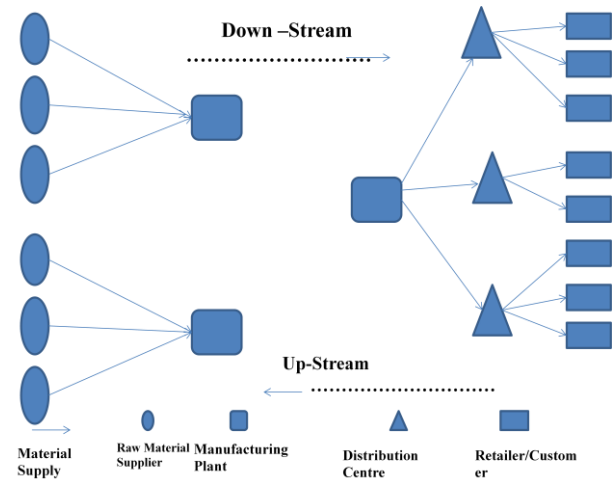 Down –Stream
Up-Stream
Material
Supply
Raw Material
Supplier
Manufacturing
Plant
Distribution
Centre
Retailer/Custom
er